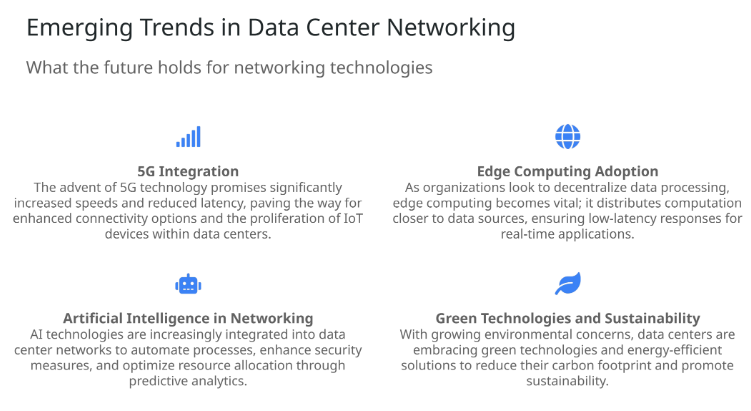 Emerging Trends in Data Center Networking
What the future holds for networking technologies
5G Integration
The advent of 5G technology promises significantly
increased speeds and reduced latency, paving the way for
enhanced connectivity options and the proliferation of IoT
devices within data centers.
Edge Computing Adoption
As organizations look to decentralize data processing,
edge computing becomes vital; it distributes computation
closer to data sources, ensuring low-latency responses for
real-time applications.
Artificial Intelligence in Networking
AI technologies are increasingly integrated into data
center networks to automate processes, enhance security
measures, and optimize resource allocation through
predictive analytics.
Green Technologies and Sustainability
With growing environmental concerns, data centers are
embracing green technologies and energy-efficient
solutions to reduce their carbon footprint and promote
sustainability.